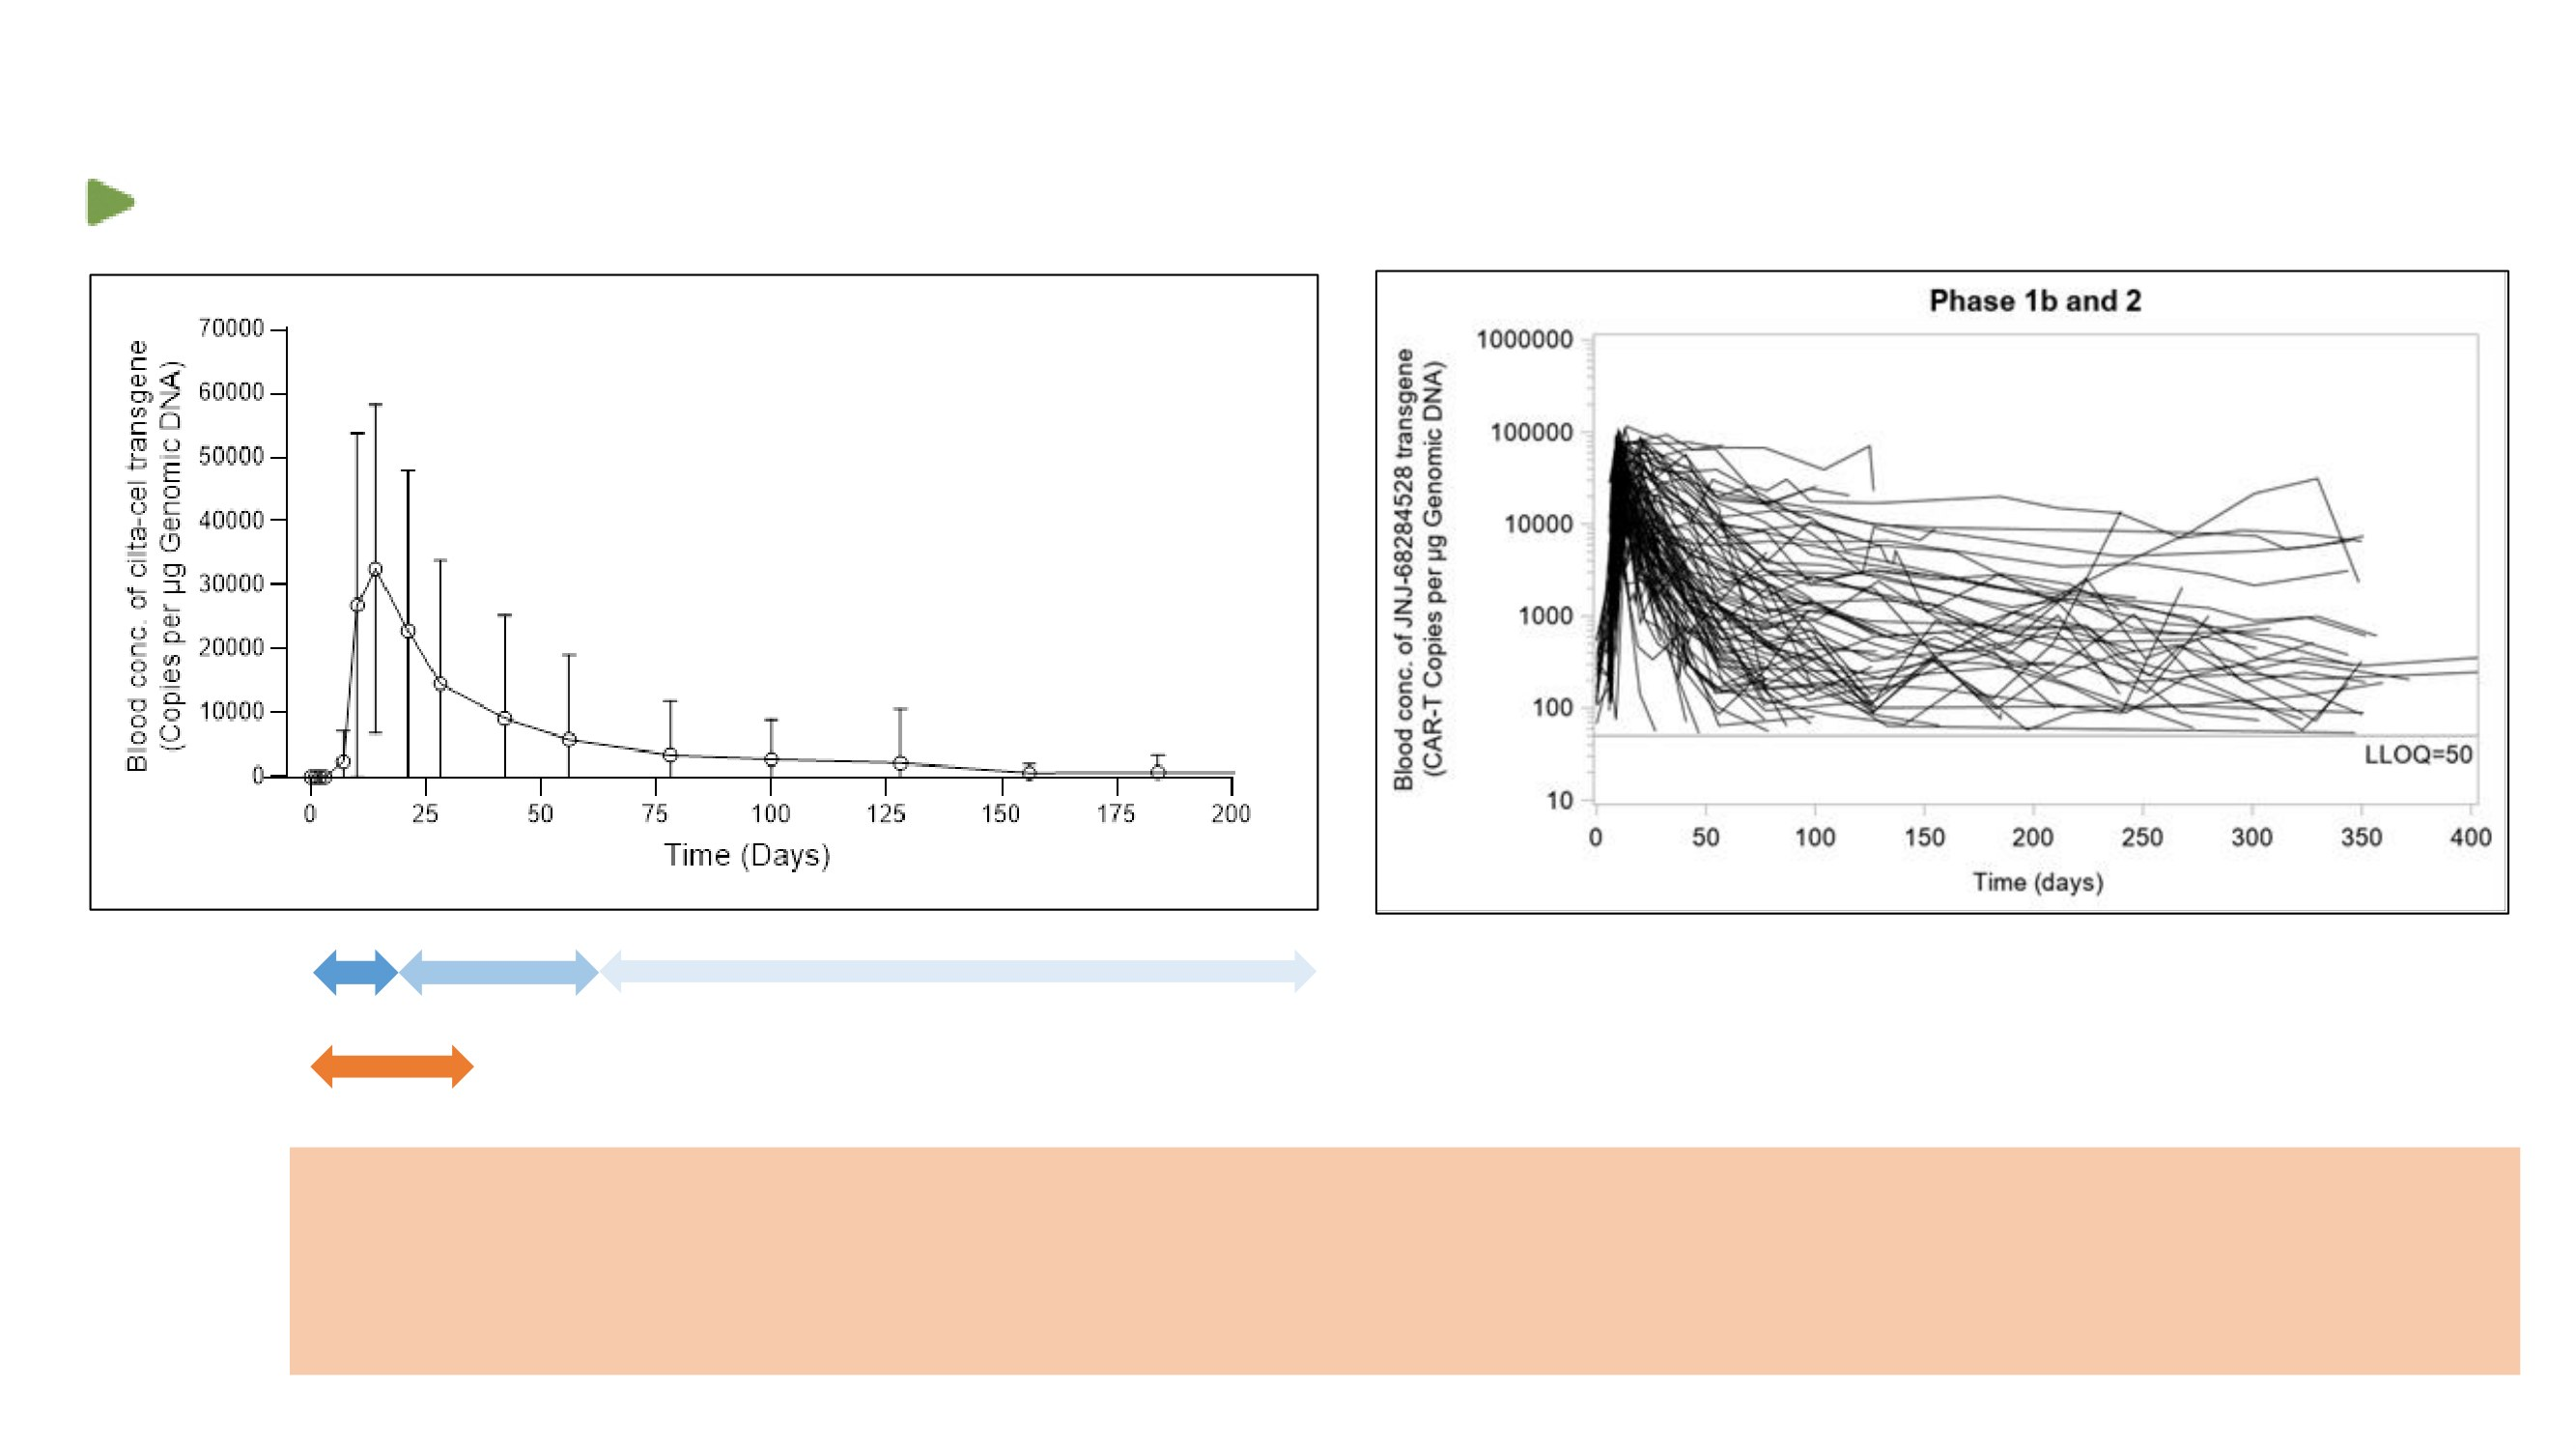 70000
60000
50000
40000
30000
20000
10000
0
Blood conc. of cilta-cel transgene
(Copies per µg Genomic DNA)
0 25 50 75 100 125 150 175 200
Time (Days)
Phase 1b and 2
1000000
100000
10000
1000
100
10
Blood conc. of JNJ-68284528 transgene
(CAR-T Copies per µg Genomic DNA)
LLOQ=50
0 50 100 150 200 250 300 350 400
Time (days)